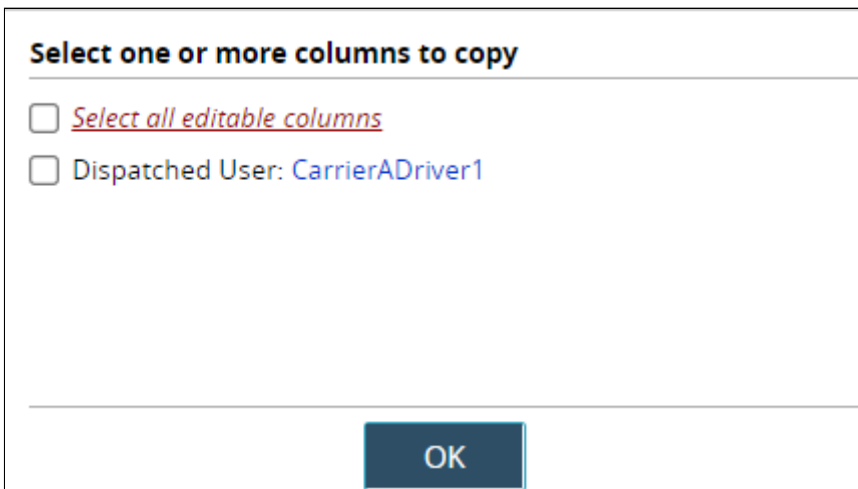 Select one or more columns to copy
Select all editable columns
Dispatched User: CarrierADriver1
OK